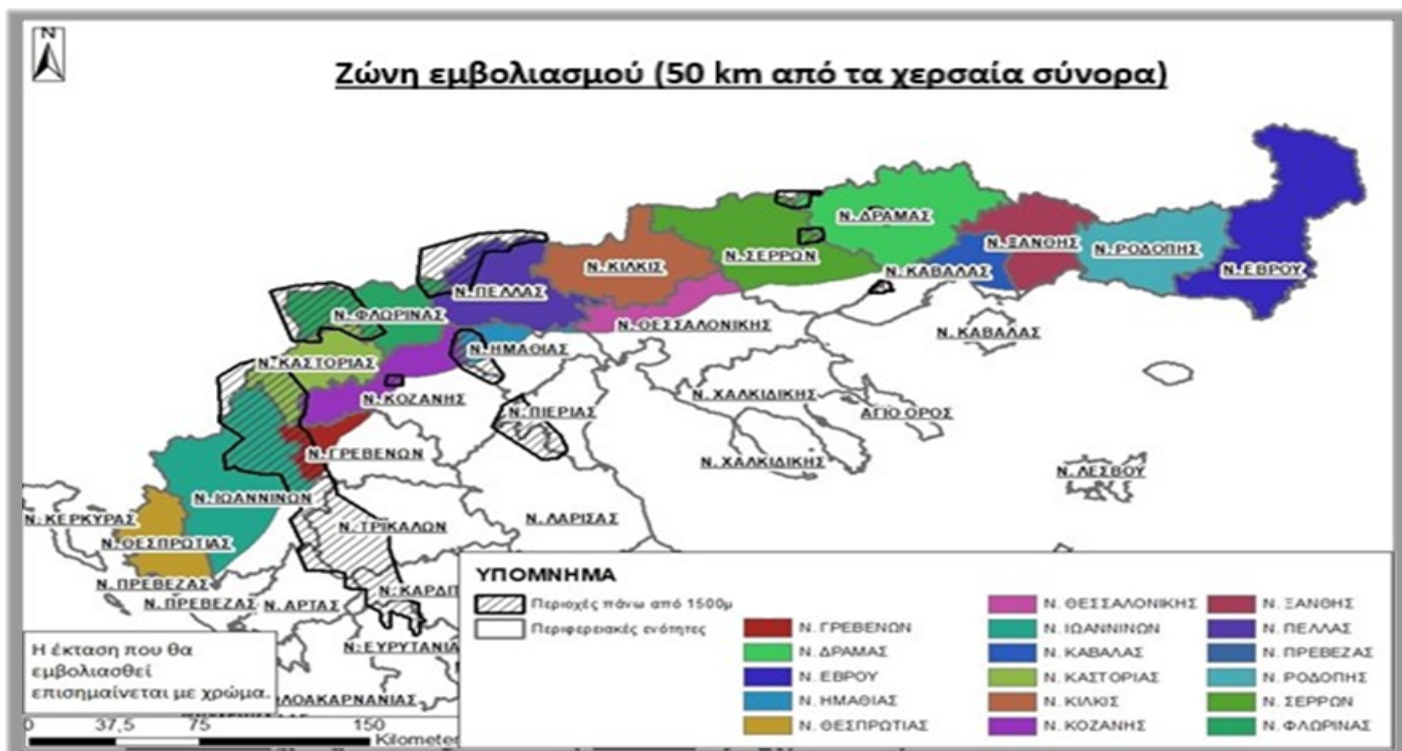 N
Ζώνη εμβολιασμού (50 km από τα χερσαία σύνορα)
Ν. ΔΡΑΜΑΣ
Ν. ΞΑΝΘΗΣ
Ν. ΡΟΔΟΠΗΣ
Ν. ΣΕΡΡΩΝ
Ν. ΚΙΛΚΙΣ
Ν. ΚΑΒΑΛΑΣ
Ν. ΕΒΡΟΥ
Ν. ΠΕΛΛΑΣ
Ν. ΦΛΩΡΙΝΑΣ
Ν. ΘΕΣΣΑΛΟΝΙΚΗΣ
Ν. ΚΑΒΑΛΑΣ
Ν. ΗΜΑΘΙΑΣ
Ν. ΚΑΣΤΟΡΙΑΣ
Ν. ΚΟΖΑΝΗΣ
Ν. ΧΑΛΚΙΔΙΚΗΣ
Ν. ΠΙΕΡΙΑΣ
ΑΓΙΟ ΟΡΟΣ
Ν. ΓΡΕΒΕΝΩΝ
Ν. ΧΑΛΚΙΔΙΚΗΣ
Ν. ΛΕΣΒΟΥ
Ν. ΙΩΑΝΝΙΝΩΝ
Ν. ΚΕΡΚΥΡΑΣ
Ν. ΤΡΙΚΑΛΩΝ
Ν. ΛΑΡΙΣΑΣ
Ν. ΘΕΣΠΡΩΤΙΑΣ
Ν. ΠΡΕΒΕΖΑΣ
Ν. ΚΑΡΔΙΤ
Ν. ΠΡΕΒΕΖΑΣ
Ν. ΑΡΤΑΣ
Ν. ΕΥΡΥΤΑΝΙΑ
ΛΟΑΚΑΡΝΑΝΙΑΣ
Η έκταση που θα
εμβολιασθεί
επισημαίνεται με χρώμα.
0 37,5 75 150
Kilometer
ΥΠΟΜΝΗΜΑ
Περιοχές πάνω από 1500μ
Περιφερειακές ενότητες
Ν. ΓΡΕΒΕΝΩΝ
Ν. ΔΡΑΜΑΣ
Ν. ΕΒΡΟΥ
Ν. ΗΜΑΘΙΑΣ
Ν. ΘΕΣΠΡΩΤΙΑΣ
Ν. ΘΕΣΣΑΛΟΝΙΚΗΣ
Ν. ΙΩΑΝΝΙΝΩΝ
Ν. ΚΑΒΑΛΑΣ
Ν. ΚΑΣΤΟΡΙΑΣ
Ν. ΚΙΛΚΙΣ
Ν. ΚΟΖΑΝΗΣ
Ν. ΞΑΝΘΗΣ
Ν. ΠΕΛΛΑΣ
Ν. ΠΡΕΒΕΖΑΣ
Ν. ΡΟΔΟΠΗΣ
Ν. ΣΕΡΡΩΝ
Ν. ΦΛΩΡΙΝΑΣ